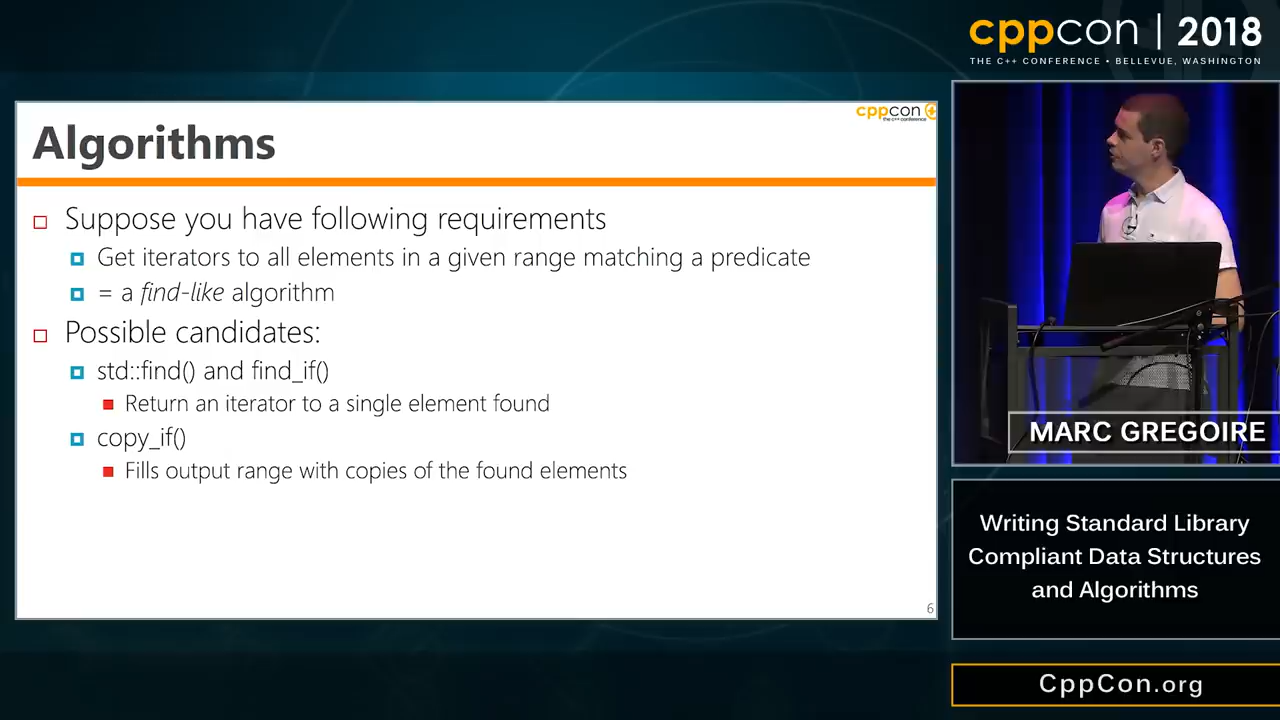 cppcon | 2018
THE C++ CONFERENCE • BELLEVUE, WASHINGTON
cppcon
the c++ conference
Algorithms
Suppose you have following requirements
Get iterators to all elements in a given range matching a predicate
= a find-like algorithm
Possible candidates:
std::find() and find_if()
Return an iterator to a single element found
copy_if()
Fills output range with copies of the found elements
6
MARC GREGOIRE
Writing Standard Library
Compliant Data Structures
and Algorithms
CppCon.org